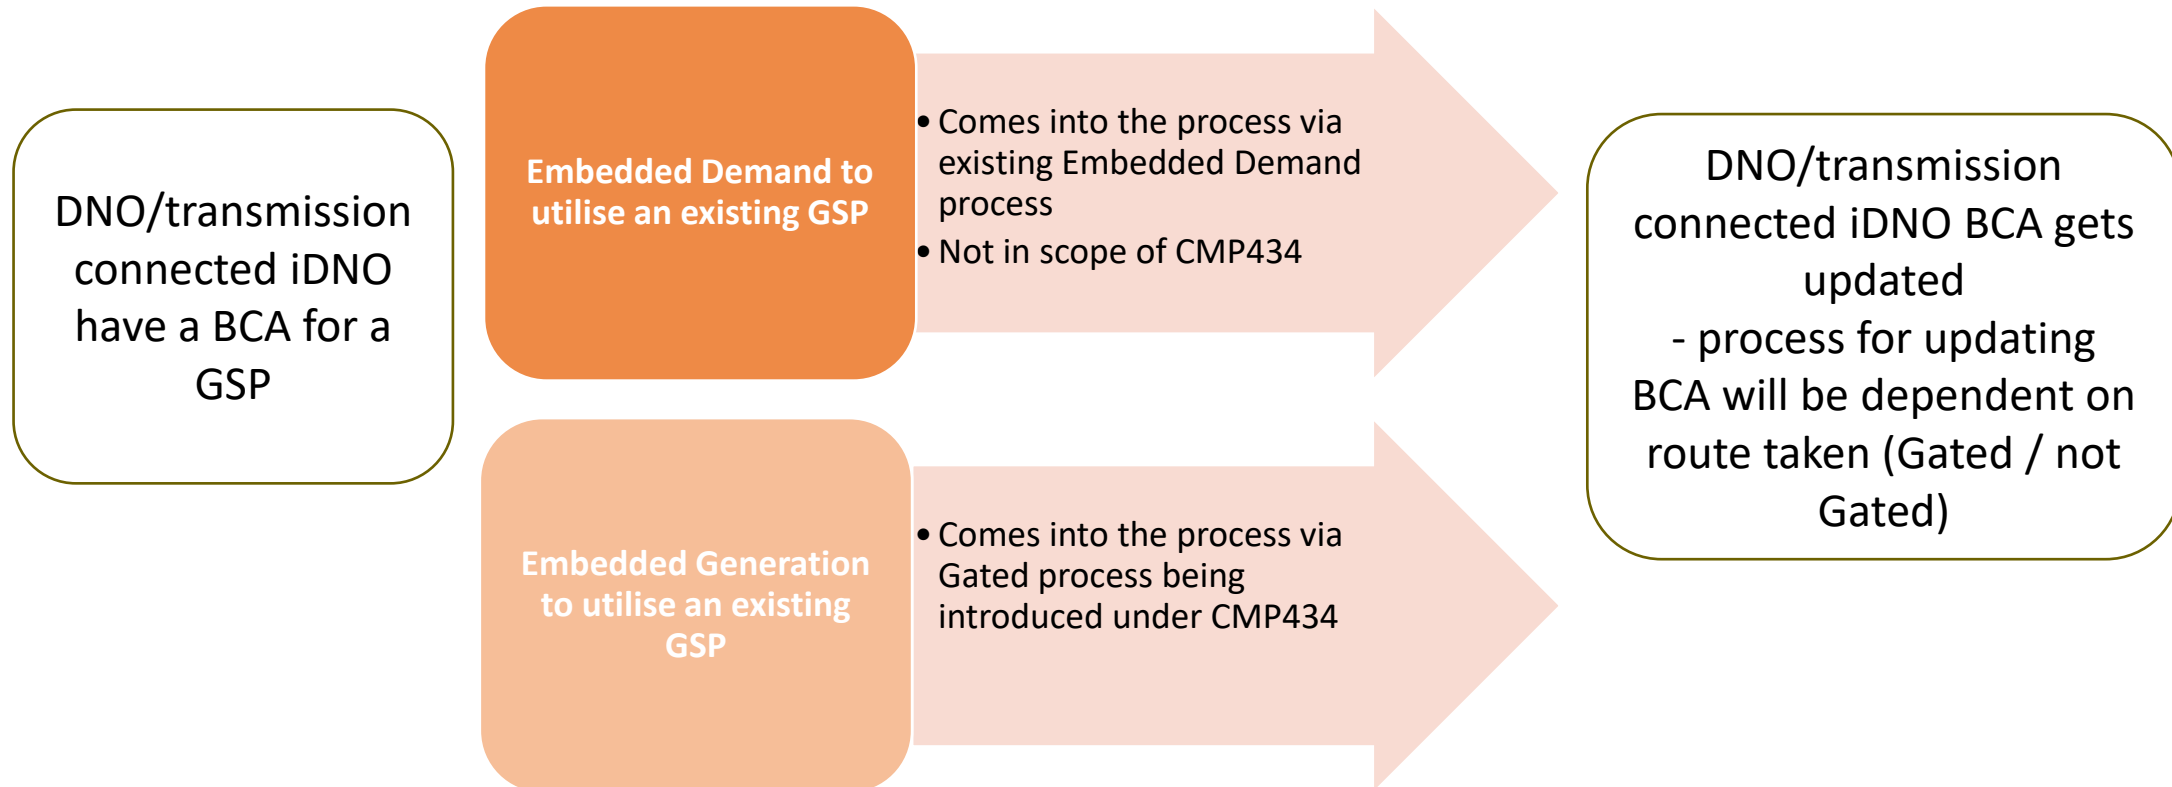 DNO/transmission
connected iDNO
have a BCA for a
GSP
Embedded Demand to
utilise an existing GSP
• Comes into the process via
existing Embedded Demand
process
• Not in scope of CMP434
Embedded Generation
to utilise an existing
GSP
• Comes into the process via
Gated process being
introduced under CMP434
DNO/transmission
connected iDNO BCA gets
updated
- process for updating
BCA will be dependent on
route taken (Gated / not
Gated)